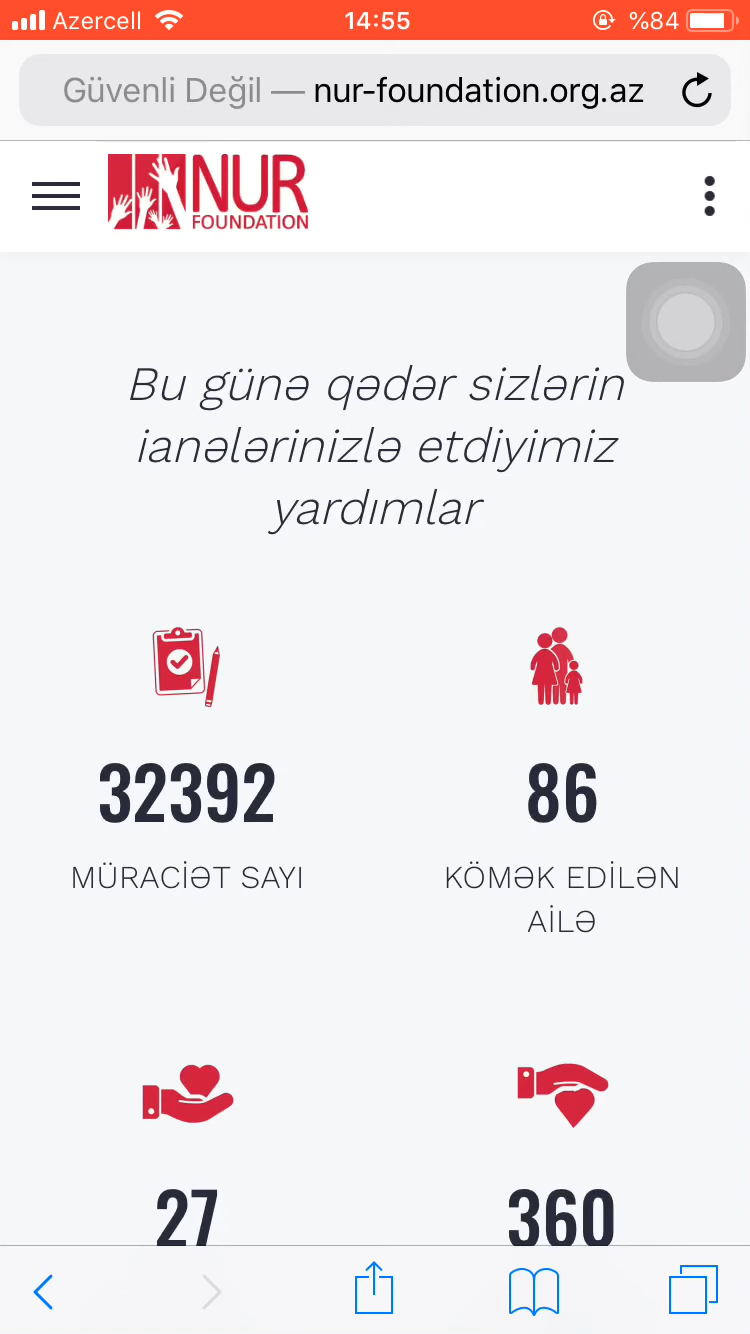 Azercell 14:55 %84
Güvenli Değil — nur-foundation.org.az
NUR
FOUNDATION
Bu günə qədər sizlərin
ianələrinizlə etdiyimiz
yardımlar
32392
MÜRACİƏT SAYI
86
KÖMƏK EDİLƏN
AİLƏ
27
360